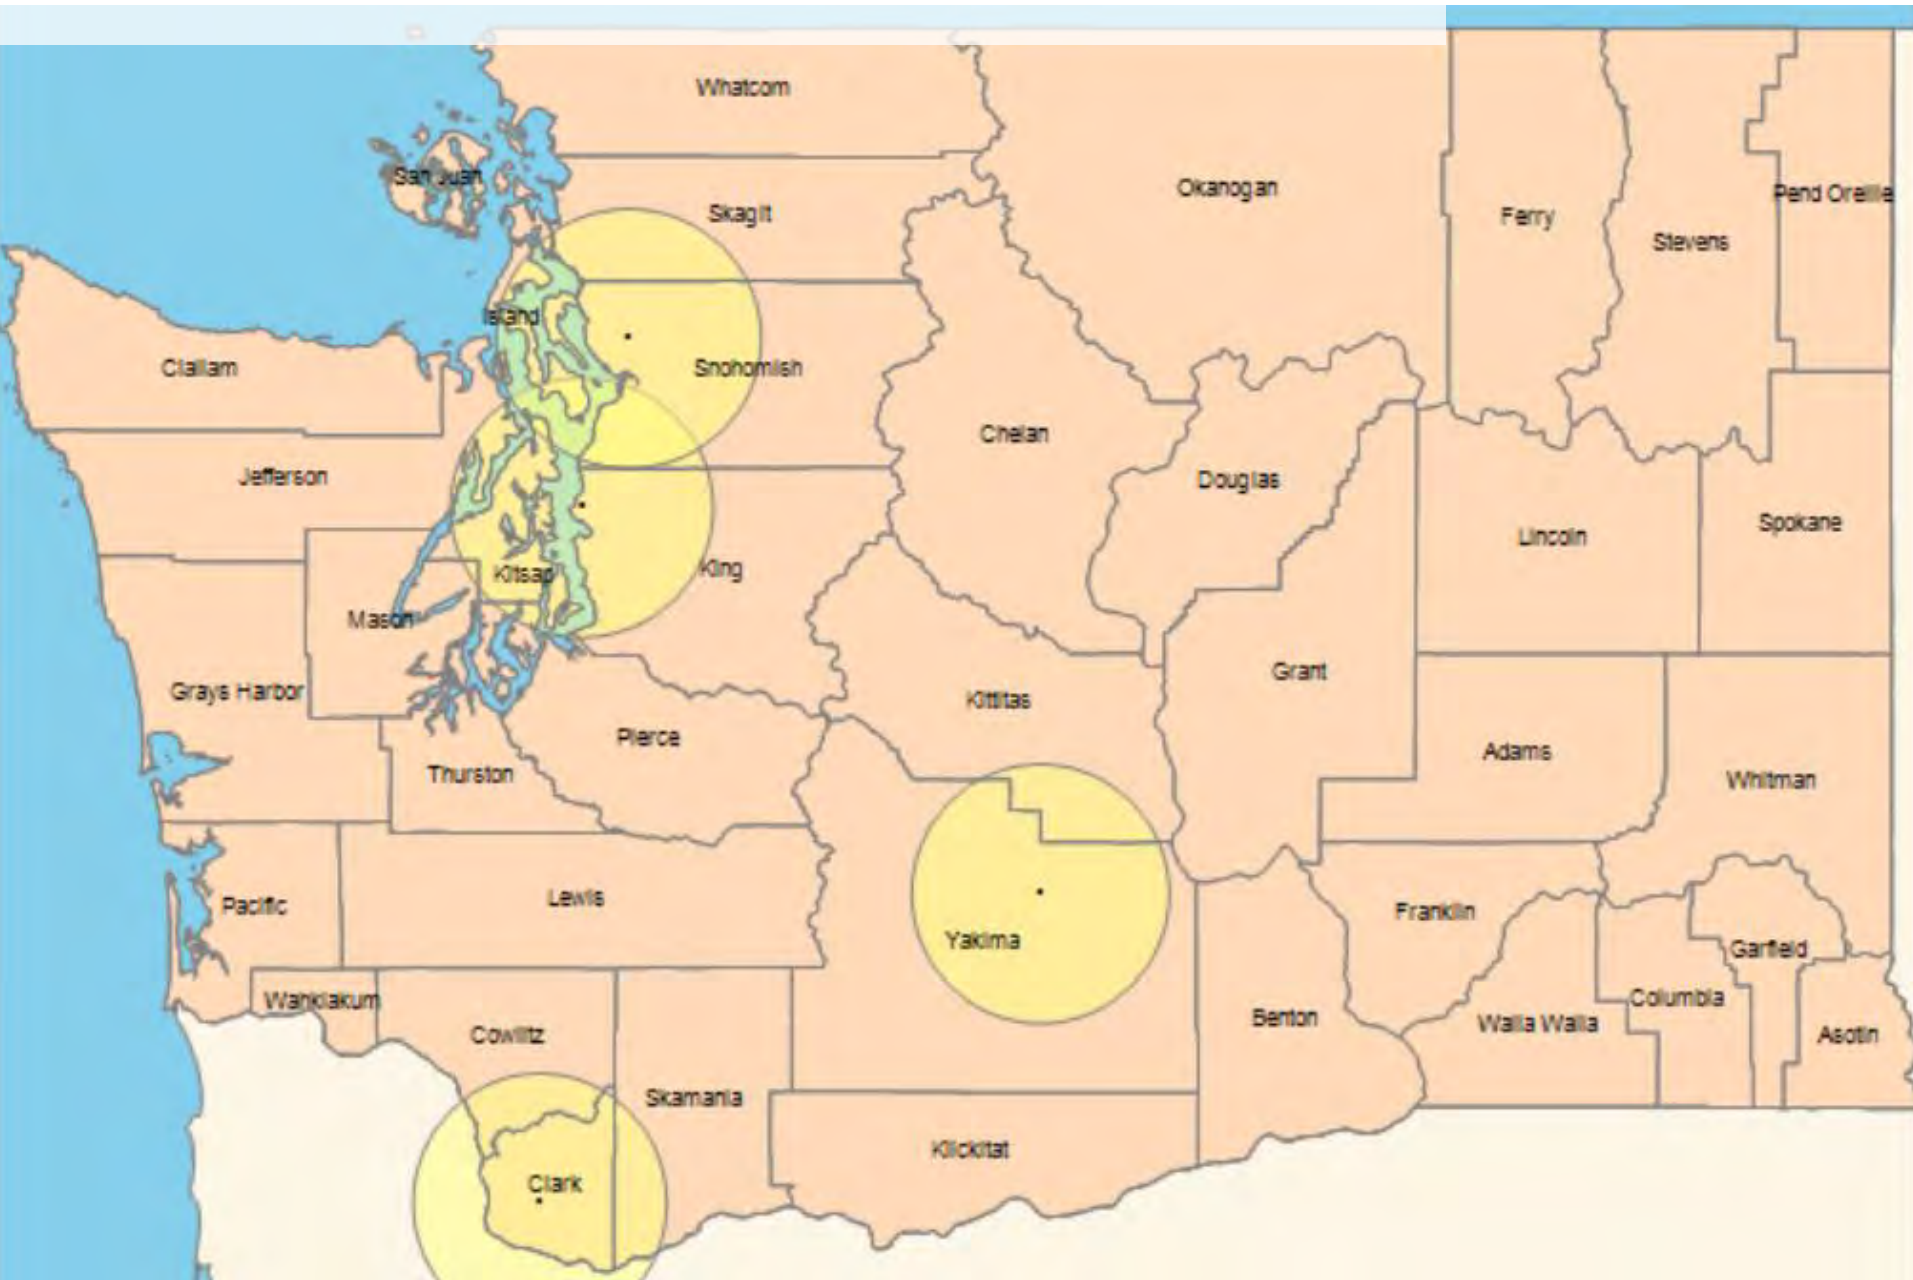 Whatcom
San Juan
Skagit
Okanogan
Ferry
Stevens
Pend Oreille
Island
Clallam
Snohomish
Chelan
Jefferson
Douglas
Lincoln
Spokane
Kitsap
King
Mason
Grays Harbor
Kittitas
Grant
Pierce
Thurston
Adams
Whitman
Pacific
Lewis
Yakima
Franklin
Garfield
Wahkiakum
Cowlitz
Benton
Walla Walla
Columbia
Asotin
Skamania
Klickitat
Clark